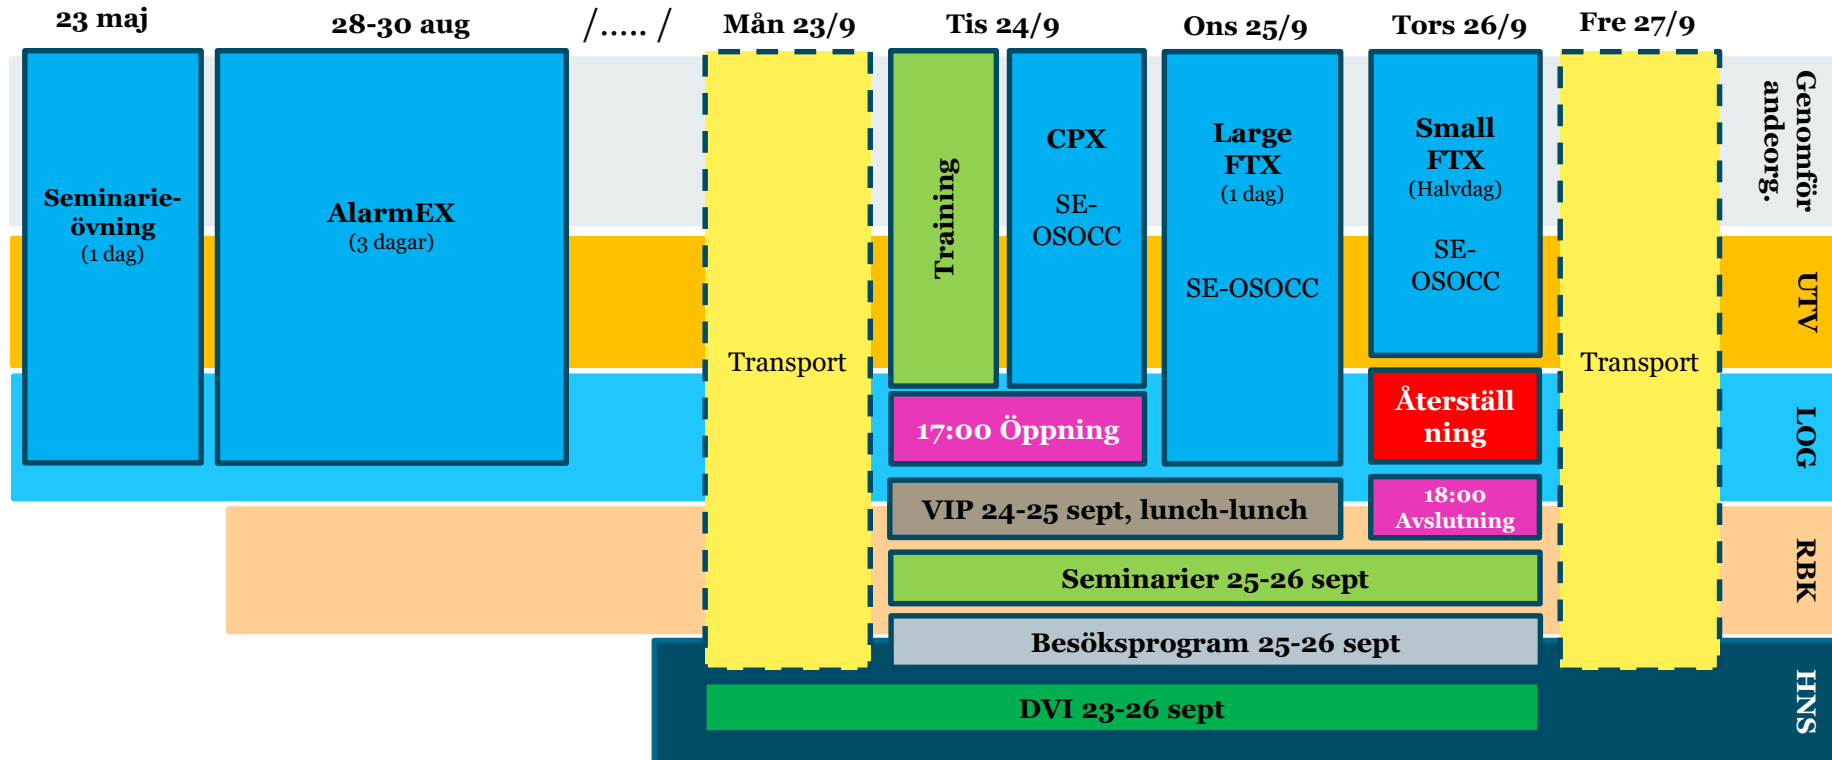 23 maj
28-30 aug
/..... /
Mån 23/9
Tis 24/9
Ons 25/9
Tors 26/9
Fre 27/9
Seminarie-
övning
(1 dag)
AlarmEX
(3 dagar)
Transport
Training
CPX
SE-
OSOCC
Large
FTX
(1 dag)
SE-OSOCC
Small
FTX
(Halvdag)
SE-
OSOCC
Transport
17:00 Öppning
Återställ
ning
VIP 24-25 sept, lunch-lunch
18:00
Avslutning
Seminarier 25-26 sept
Besöksprogram 25-26 sept
DVI 23-26 sept
Genomför
andeorg.
UTV
LOG
RBK
HNS